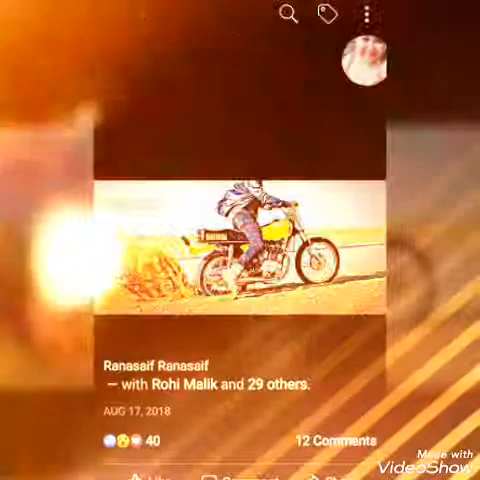 Ranasaif Ranasaif
— with Rohi Malik and 29 others.
AUG 17, 2018
40
12 Comments
Made with
VideoShow